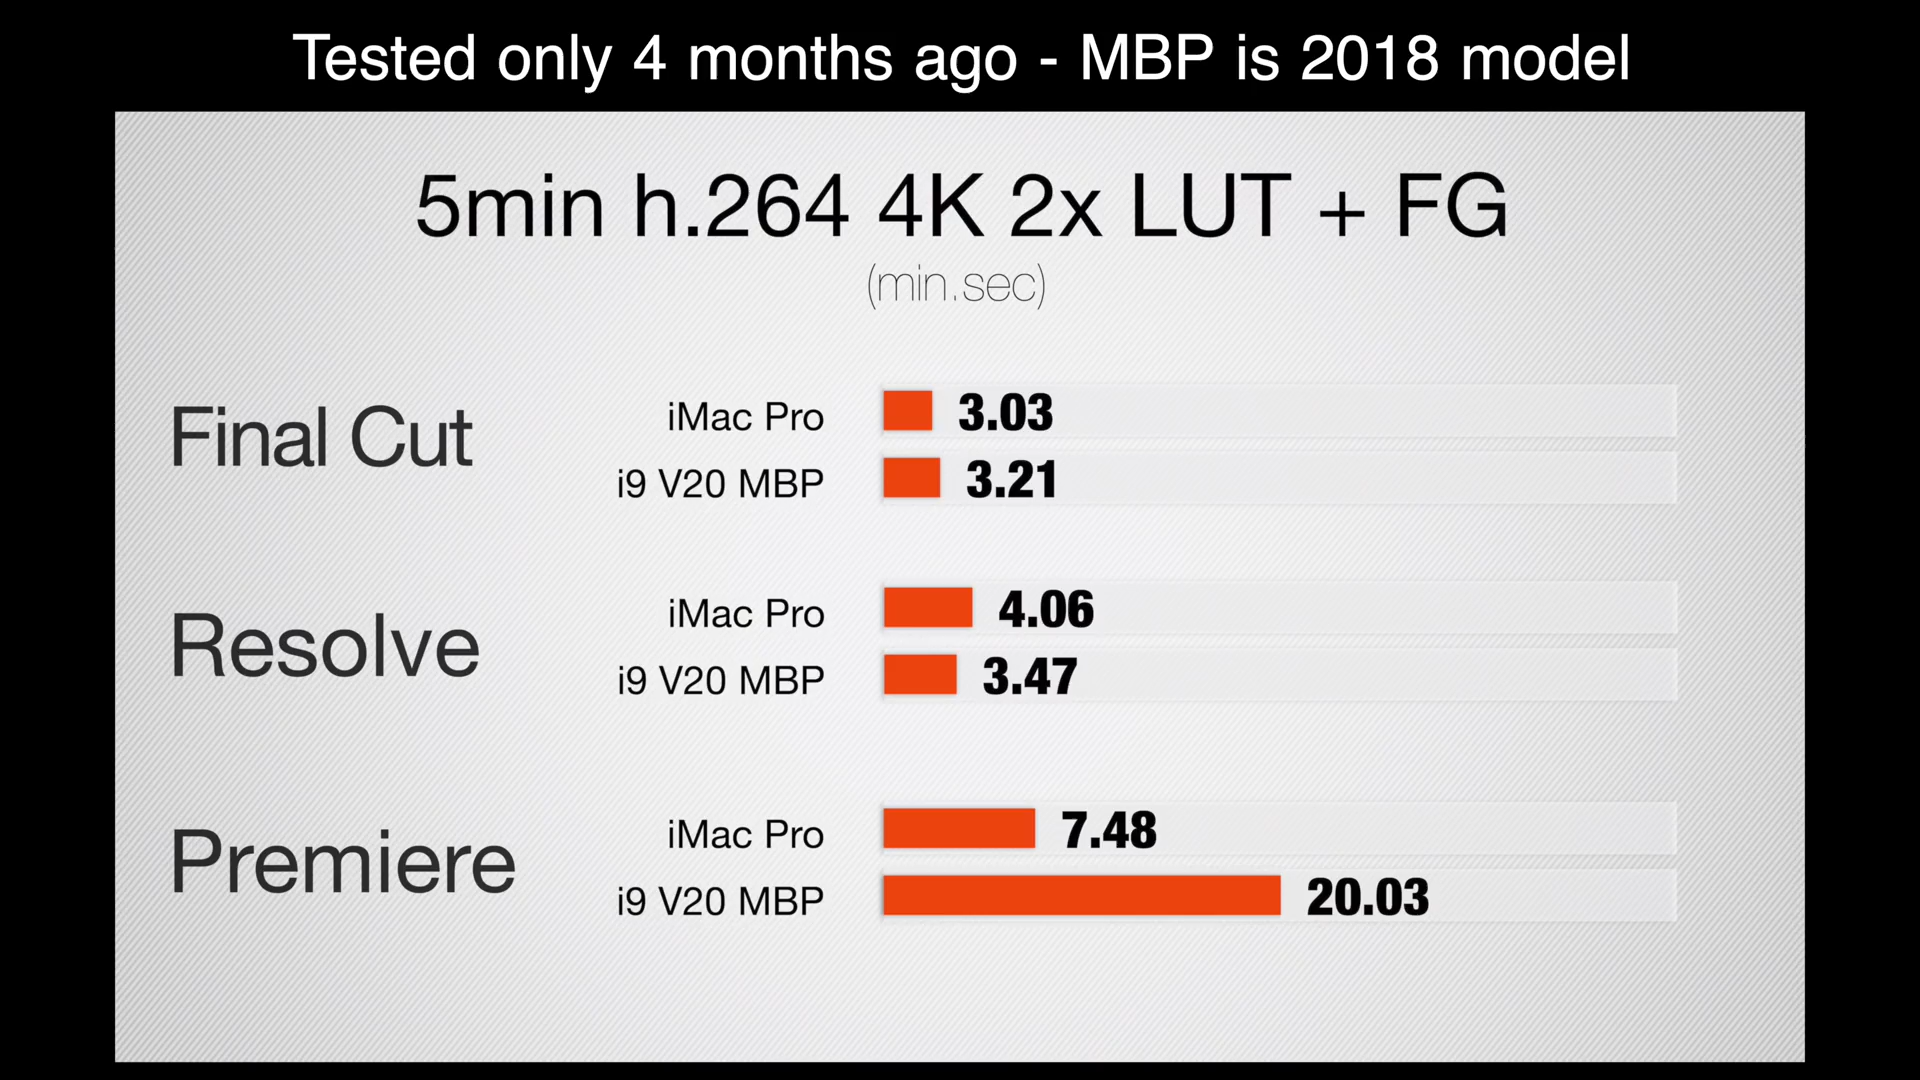 Tested only 4 months ago - MBP is 2018 model
5min h.264 4K 2x LUT + FG
(min.sec)
Final Cut
iMac Pro 3.03
i9 V20 MBP 3.21
Resolve
iMac Pro 4.06
i9 V20 MBP 3.47
Premiere
iMac Pro 7.48
i9 V20 MBP 20.03